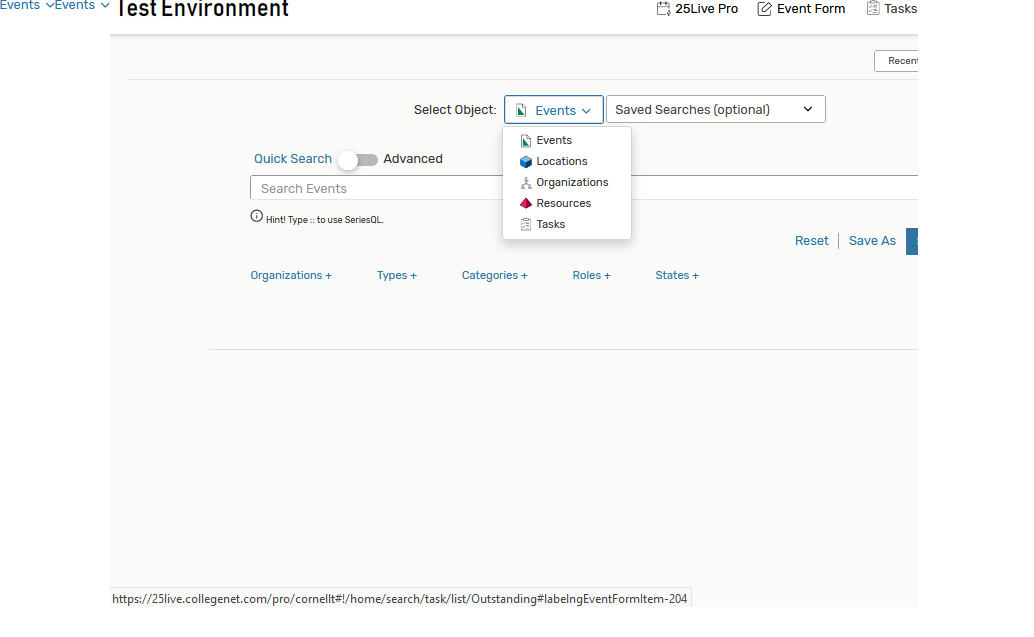 Events Events Test Environment 25Live Pro Event Form Tasks
Recent
Select Object: Events Saved Searches (optional)
Events
Locations
Organizations
Resources
Tasks
Quick Search Advanced
Search Events
Hint! Type :: to use SeriesQL.
Reset Save As
Organizations + Types + Categories + Roles + States +
https://25live.collegenet.com/pro/cornellt#!/home/search/task/list/Outstanding#labelngEventFormItem-204